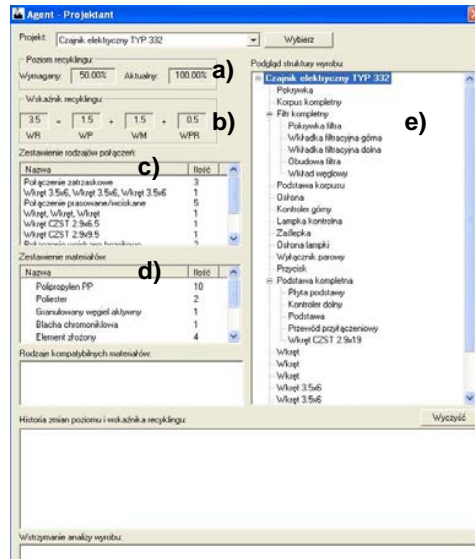 Agent - Projektant
Projekt: Czajnik elektryczny TYP 332 Wybierz
Poziom recyklingu:
Wymagany: 50.00% Aktualny: 100.00% a)
Wskaźnik recyklingu:
3.5 = 1.5 + 1.5 + 0.5 b)
WR WP WM WPR
Zestawienie rodzajów połączeń:
c)
Nazwa Ilość
Połączenie zatrzaskowe 3
Wkręt 3.5x6, Wkręt 3.5x6, Wkręt 3.5x6 1
Połączenie prasowane/wciskane 5
Wkręt, Wkręt, Wkręt 1
Wkręt CZST 2.9x6.5 1
Wkręt CZST 2.9x9.5 1
Zestawienie materiałów:
d)
Nazwa Ilość
Polipropylen PP 10
Poliester 2
Granulowany węgiel aktywny 1
Blacha chromoniklowa 1
Element złożony 4
Rodzaje kompatybilnych materiałów:
Podgląd struktury wyrobu:
Czajnik elektryczny TYP 332
e)
Pokrywka
Korpus kompletny
Filtr kompletny
Pokrywka filtra
Wkładka filtracyjna górna
Wkładka filtracyjna dolna
Obudowa filtra
Wkład węglowy
Podstawa korpusu
Osłona
Kontroler górny
Lampka kontrolna
Zaślepka
Osłona lampki
Wyłącznik parowy
Przycisk
Podstawa kompletna
Płyta podstawy
Kontroler dolny
Podstawa
Przewód przyłączeniowy
Wkręt CZST 2.9x19
Wkręt
Wkręt
Wkręt
Wkręt 3.5x6
Wkręt 3.5x6
Historia zmian poziomu i wskaźnika recyklingu: Wyczyść
Wstrzymanie analizy wyrobu: